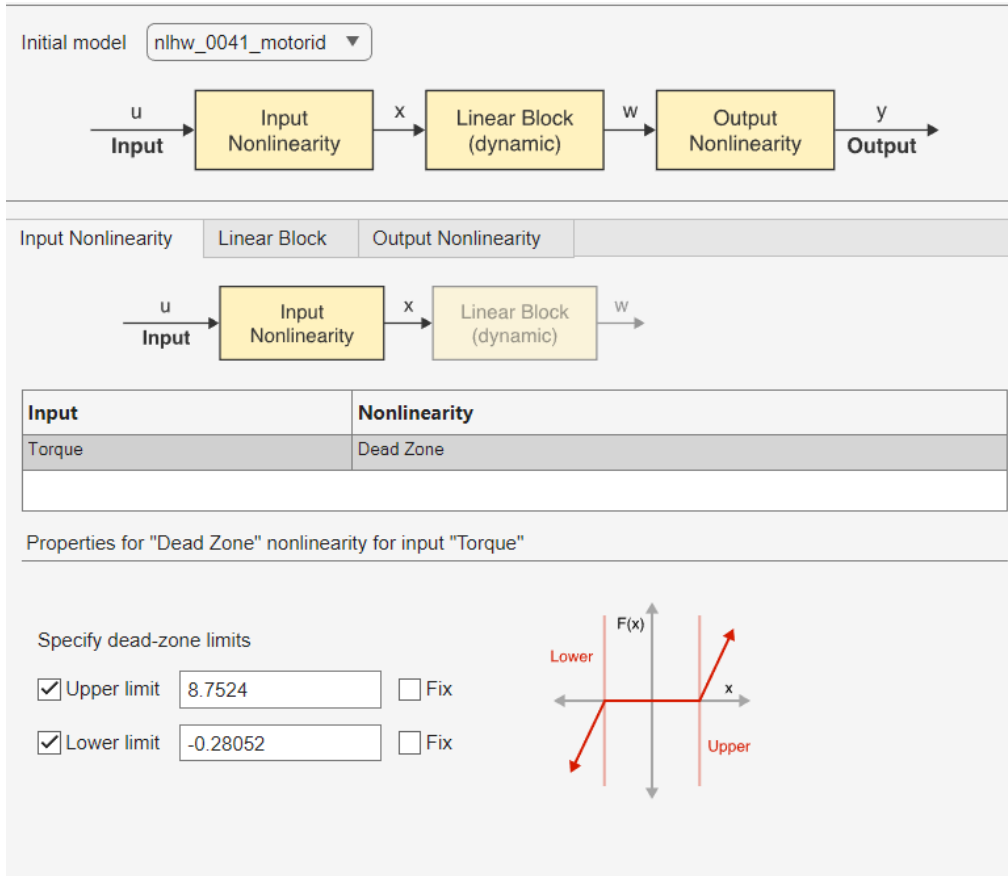 Initial model nlhw_0041_motorid
u x w y
Input Input Nonlinearity Linear Block (dynamic) Output Nonlinearity Output
Input Nonlinearity Linear Block Output Nonlinearity
u x w
Input Input Nonlinearity Linear Block (dynamic)
Input Nonlinearity
Torque Dead Zone
Properties for "Dead Zone" nonlinearity for input "Torque"
Specify dead-zone limits
Upper limit 8.7524 Fix
Lower limit -0.28052 Fix
F(x)
Lower
x
Upper